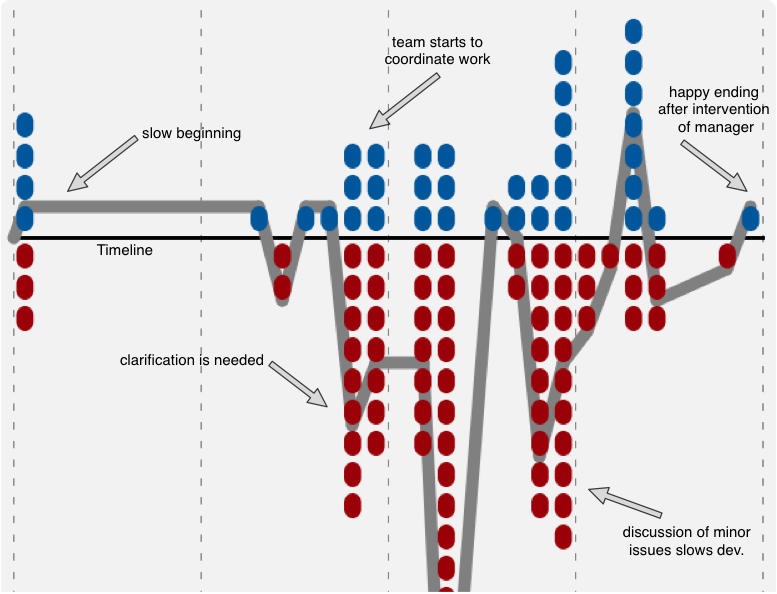 team starts to
coordinate work
happy ending
after intervention
of manager
slow beginning
Timeline
clarification is needed
discussion of minor
issues slows dev.